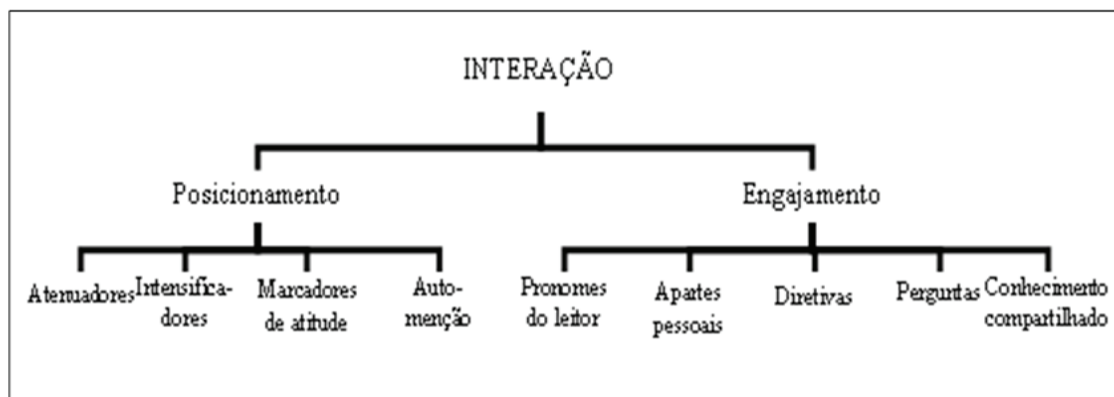 INTERAÇÃO
Posicionamento
Engajamento
Atenuadores
Intensifica-
dores
Marcadores
de atitude
Auto-
menção
Pronomes
do leitor
Apartes
pessoais
Diretivas
Perguntas
Conhecimento
compartilhado